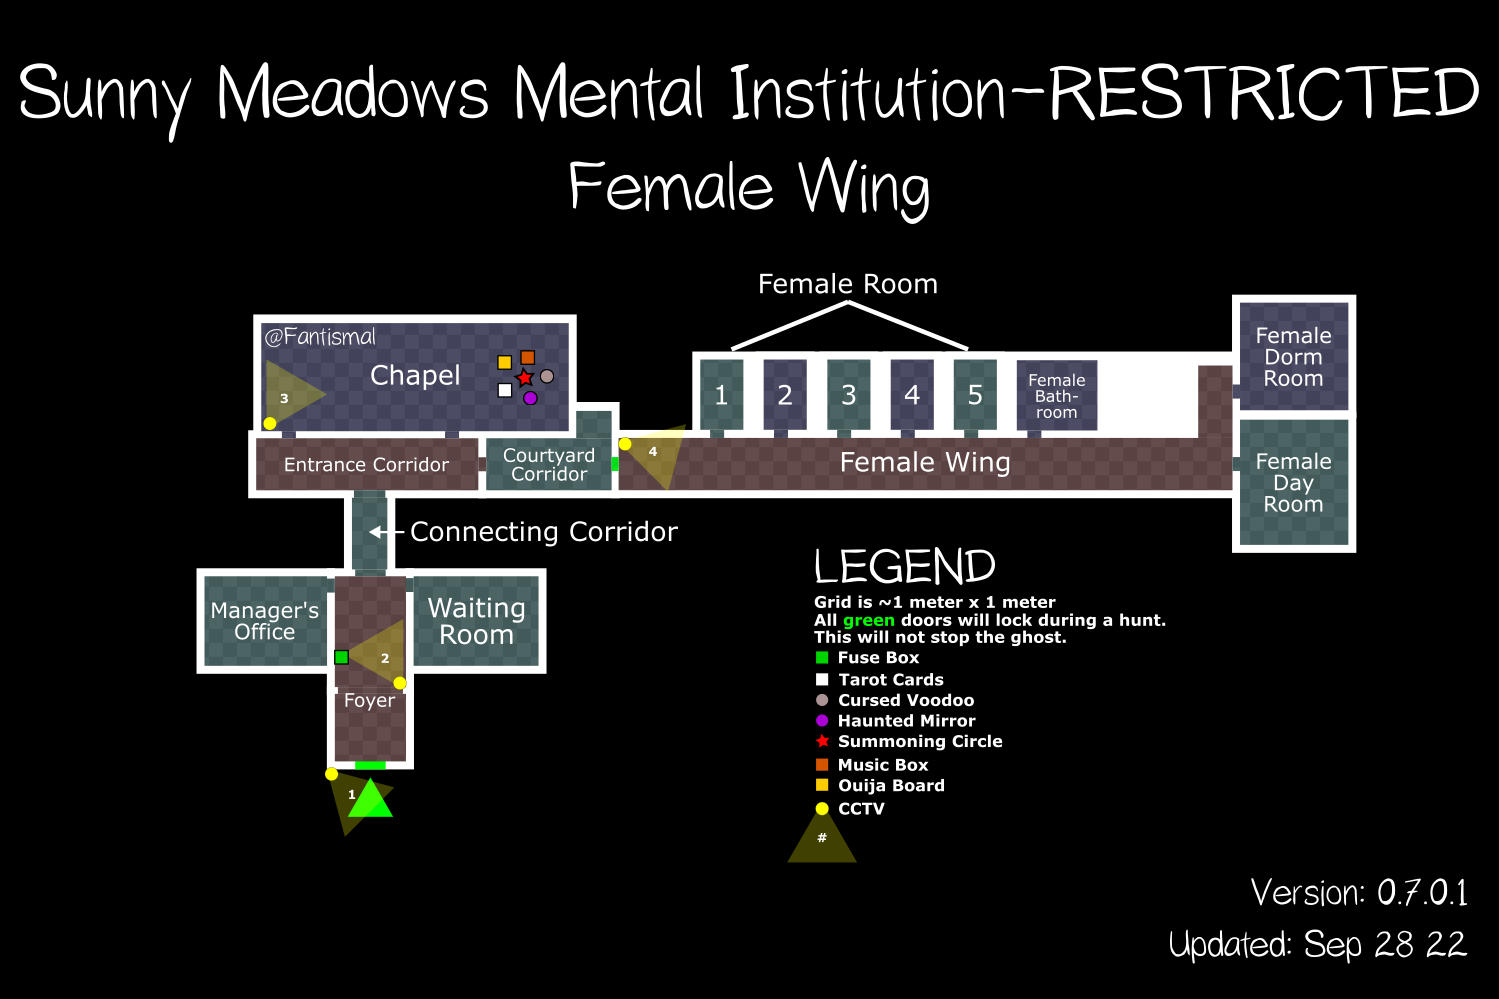 Sunny Meadows Mental Institution-RESTRICTED
Female Wing
Female Room
@Fantismal
Chapel
3
1
2
3
4
5
Female
Bath-
room
Female
Dorm
Room
Entrance Corridor
Courtyard
Corridor
4
Female Wing
Female
Day
Room
Connecting Corridor
Manager's
Office
Waiting
Room
2
Foyer
1
LEGEND
Grid is ~1 meter x 1 meter
All green doors will lock during a hunt.
This will not stop the ghost.
Fuse Box
Tarot Cards
Cursed Voodoo
Haunted Mirror
Summoning Circle
Music Box
Ouija Board
CCTV
#
Version: 0.7.0.1
Updated: Sep 28 22